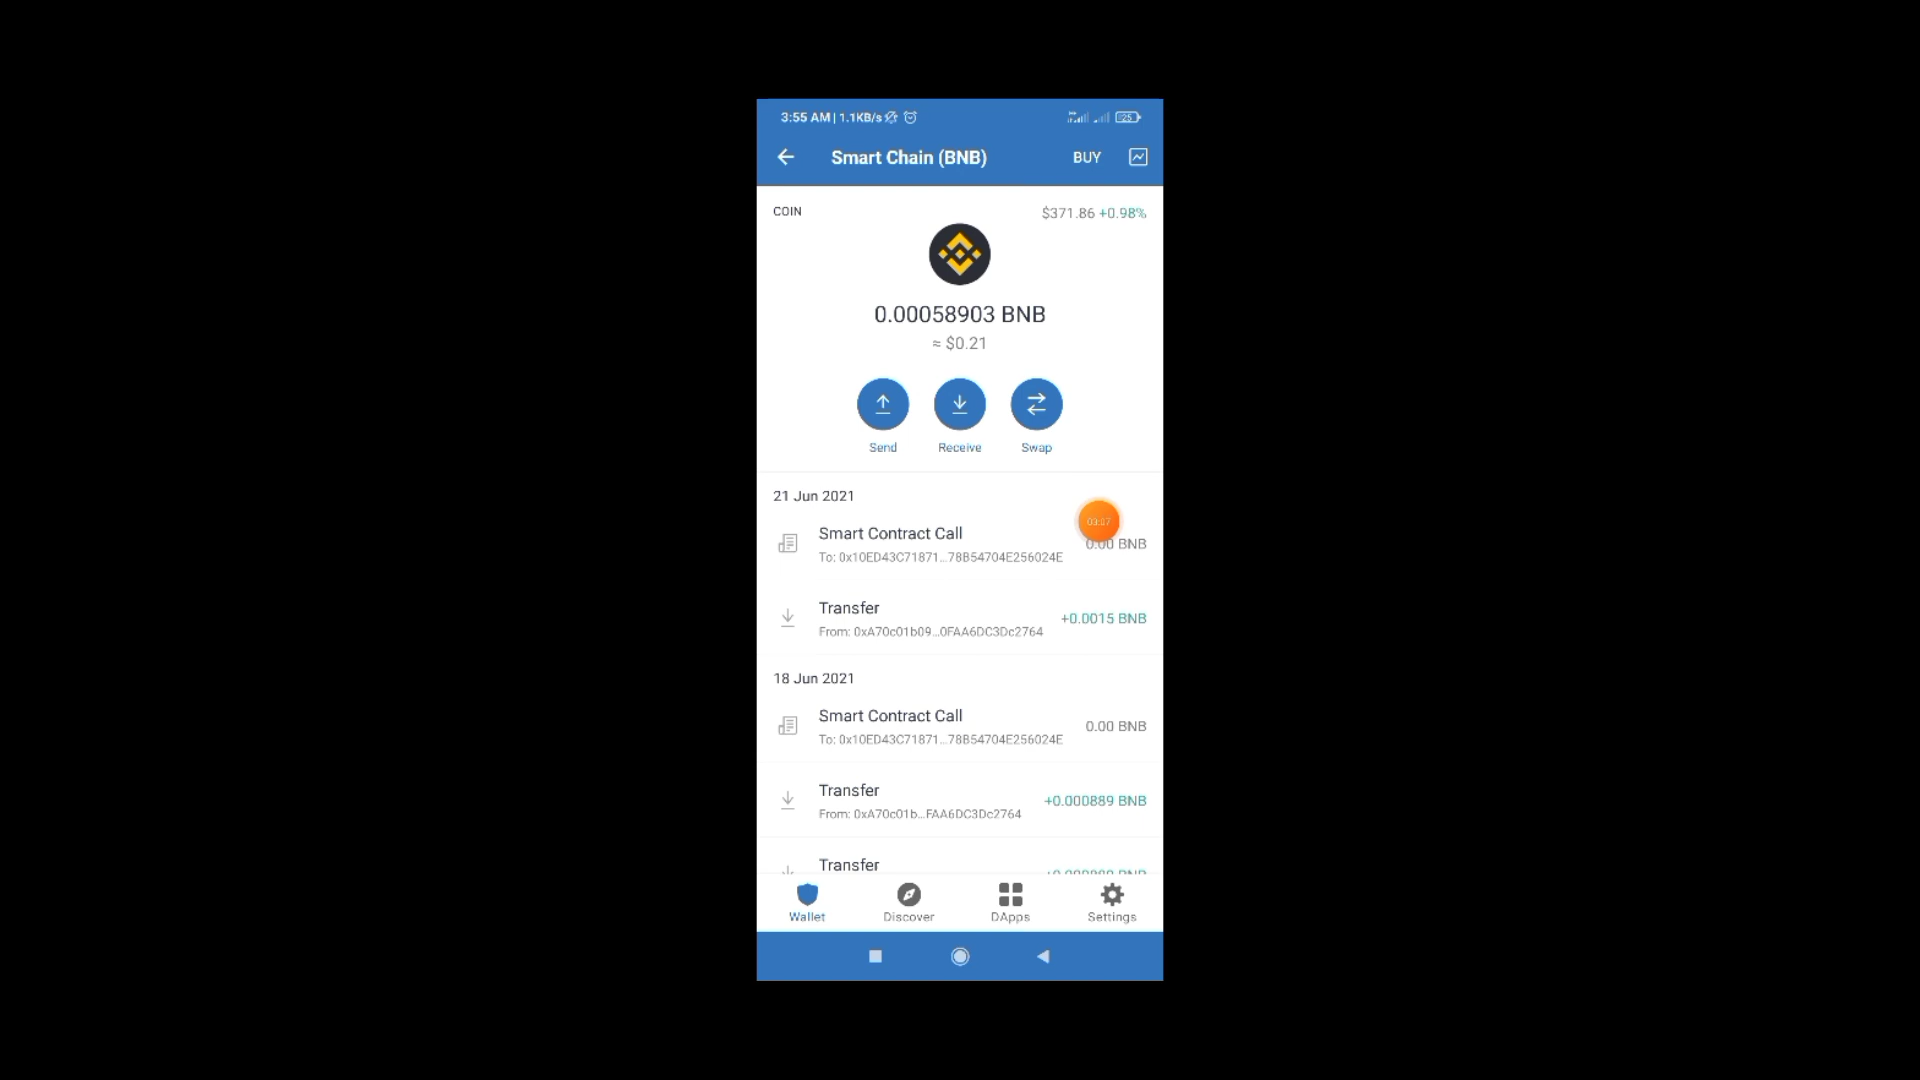 3:55 AM | 1.1KB/s
25
Smart Chain (BNB)
BUY
COIN
$371.86 +0.98%
0.00058903 BNB
≈ $0.21
Send
Receive
Swap
21 Jun 2021
03:07
Smart Contract Call
0.00 BNB
To: 0x10ED43C71871...78B54704E256024E
Transfer
+0.0015 BNB
From: 0xA70c01b09...0FAA6DC3Dc2764
18 Jun 2021
Smart Contract Call
0.00 BNB
To: 0x10ED43C71871...78B54704E256024E
Transfer
+0.000889 BNB
From: 0xA70c01b...FAA6DC3Dc2764
Transfer
Wallet
Discover
DApps
Settings